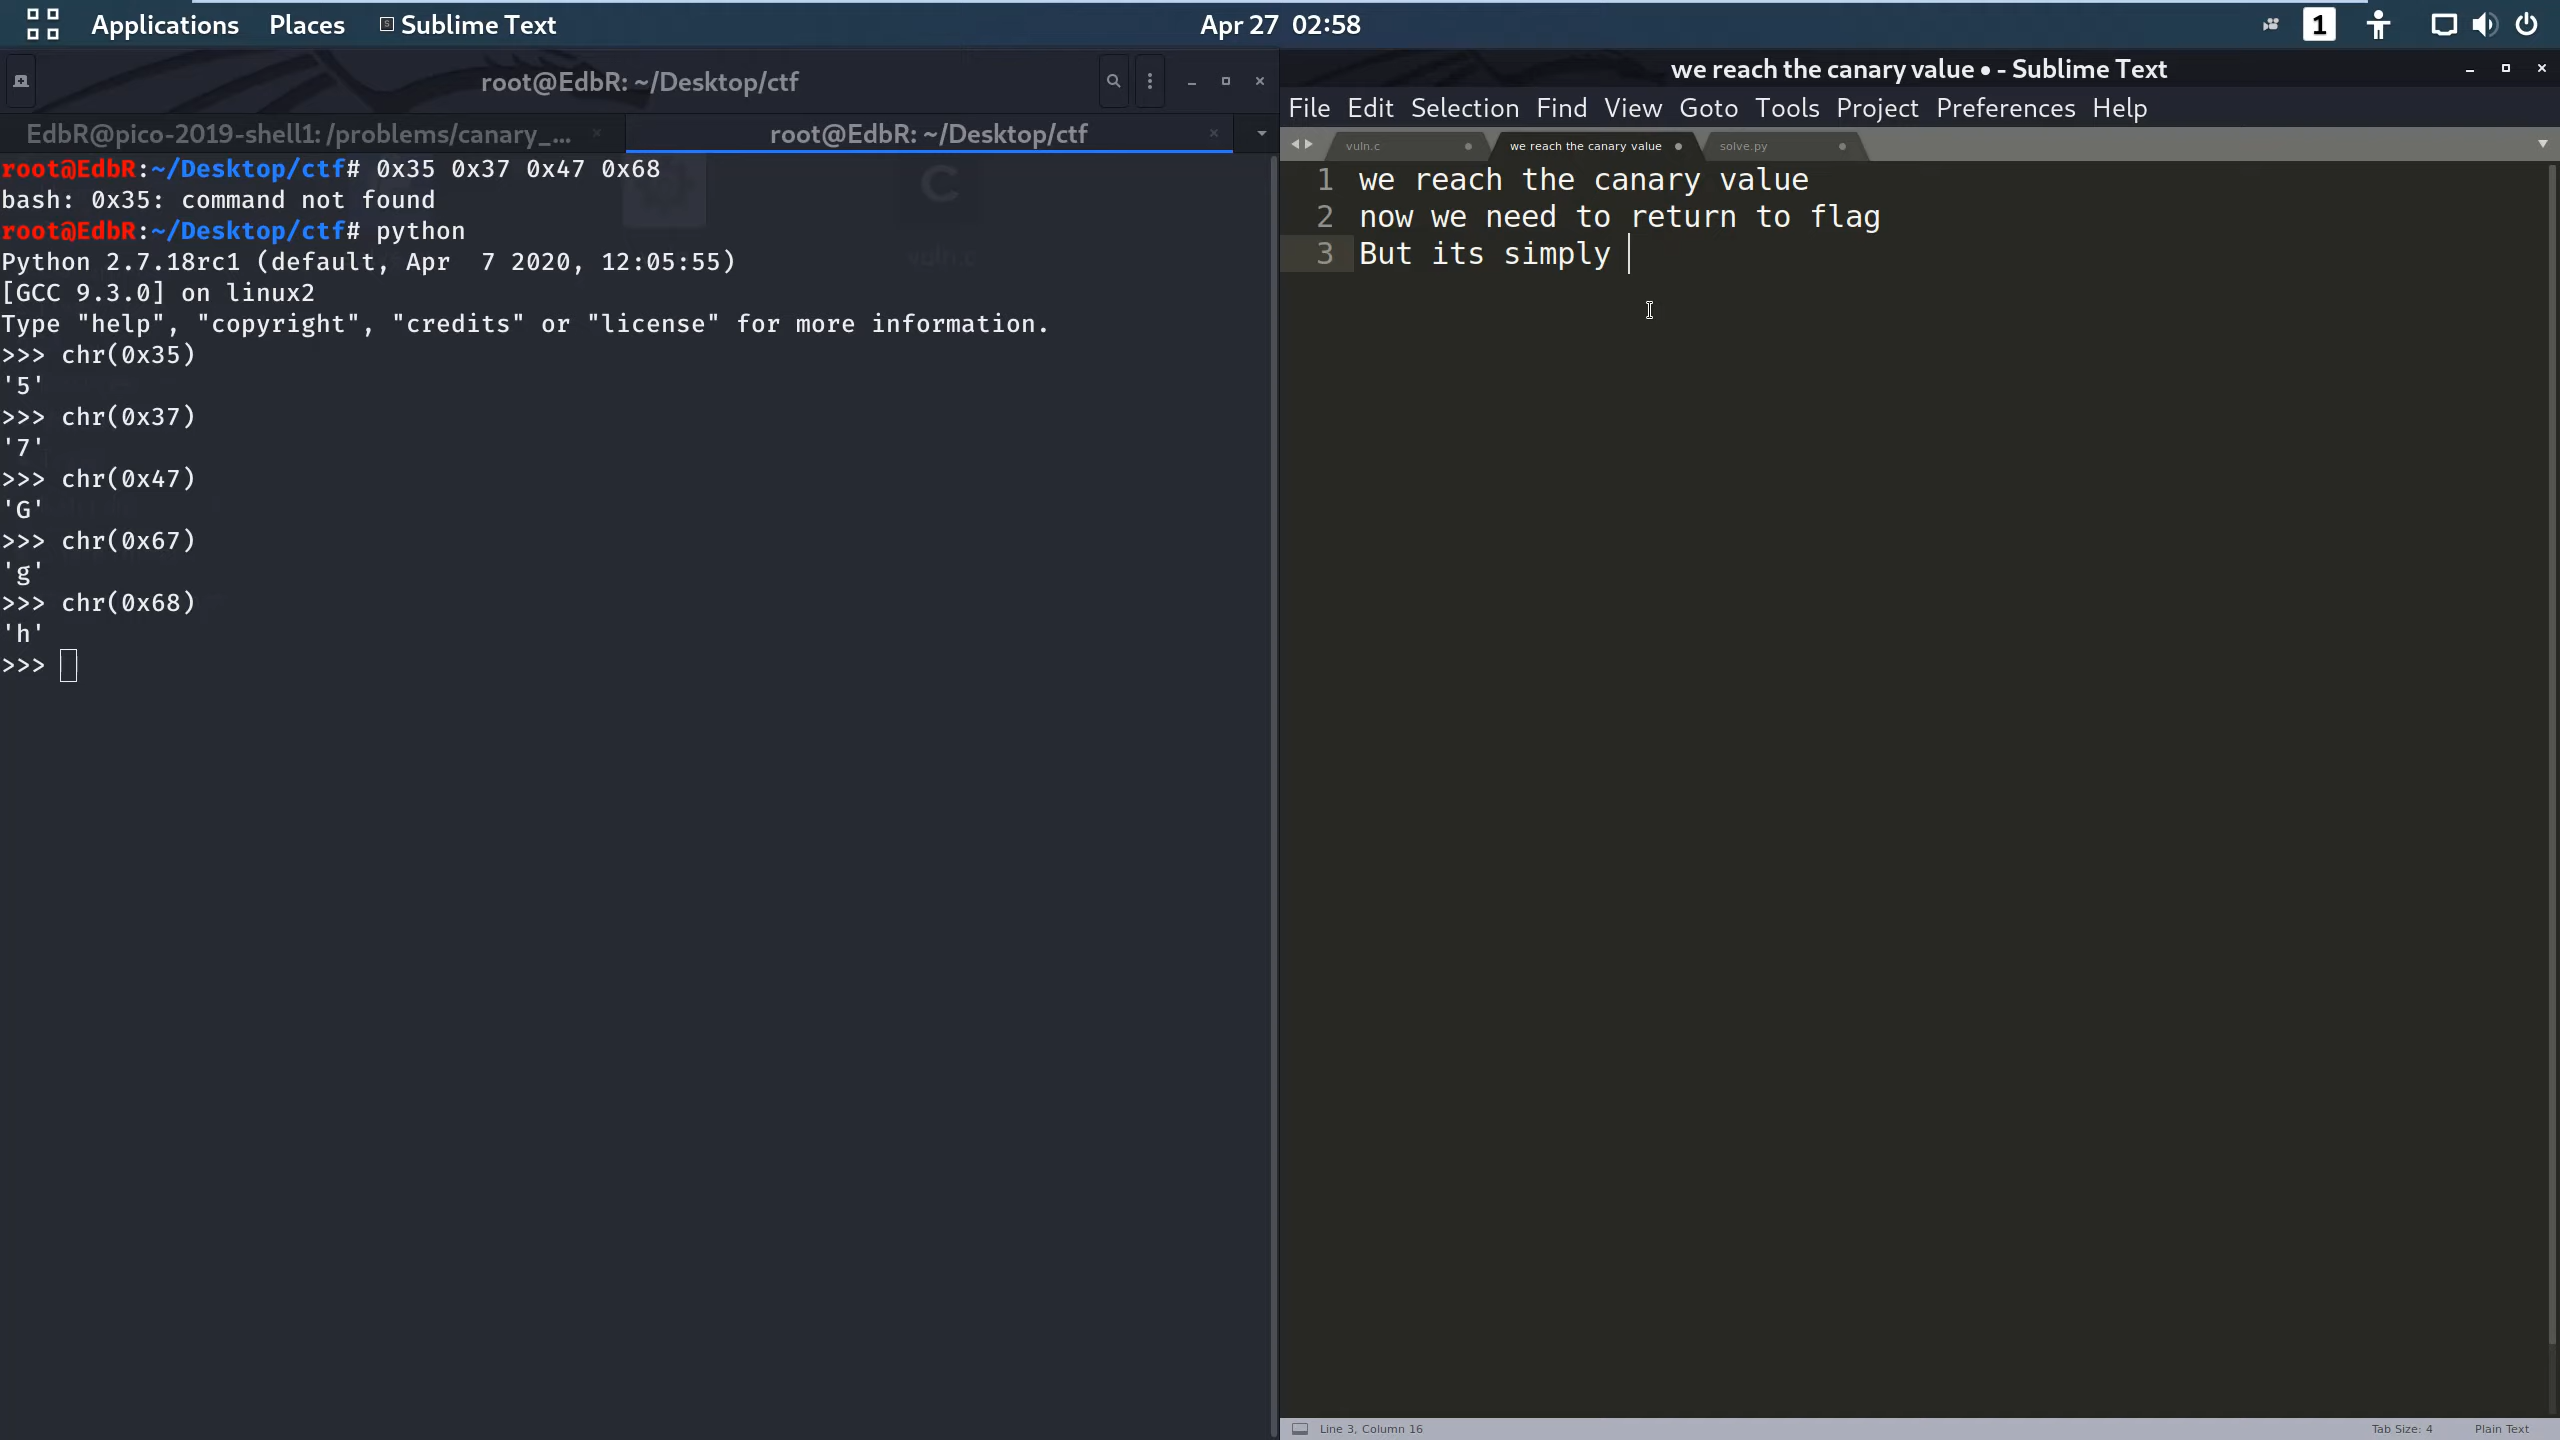 Applications Places Sublime Text Apr 27 02:58 1
root@EdbR: ~/Desktop/ctf
EdbR@pico-2019-shell1: /problems/canary_... root@EdbR: ~/Desktop/ctf
root@EdbR:~/Desktop/ctf# 0x35 0x37 0x47 0x68
bash: 0x35: command not found
root@EdbR:~/Desktop/ctf# python
Python 2.7.18rc1 (default, Apr  7 2020, 12:05:55)
[GCC 9.3.0] on linux2
Type "help", "copyright", "credits" or "license" for more information.
>>> chr(0x35)
'5'
>>> chr(0x37)
'7'
>>> chr(0x47)
'G'
>>> chr(0x67)
'g'
>>> chr(0x68)
'h'
>>>
C
vuln.c
we reach the canary value • - Sublime Text
File Edit Selection Find View Goto Tools Project Preferences Help
vuln.c we reach the canary value solve.py
1 we reach the canary value
2 now we need to return to flag
3 But its simply
Line 3, Column 16 Tab Size: 4 Plain Text